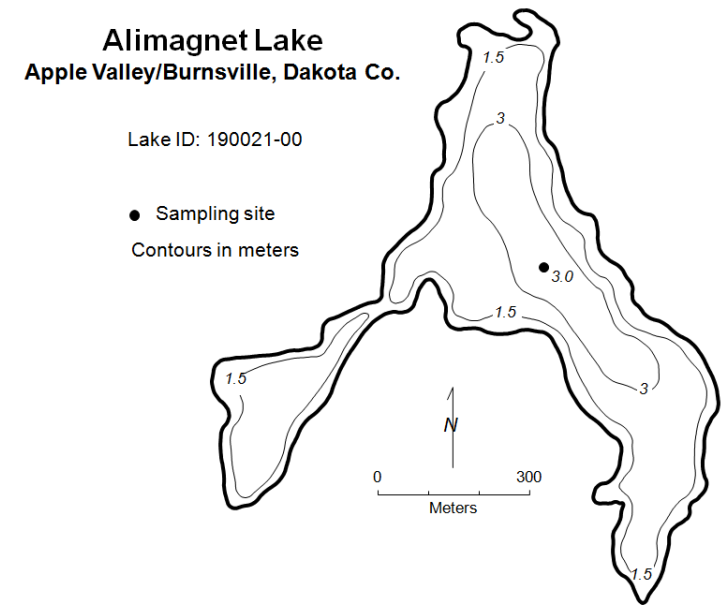 Alimagnet Lake
Apple Valley/Burnsville, Dakota Co.
Lake ID: 190021-00
Sampling site
Contours in meters
1.5
3
3.0
1.5
1.5
3
N
0 300
Meters
1.5